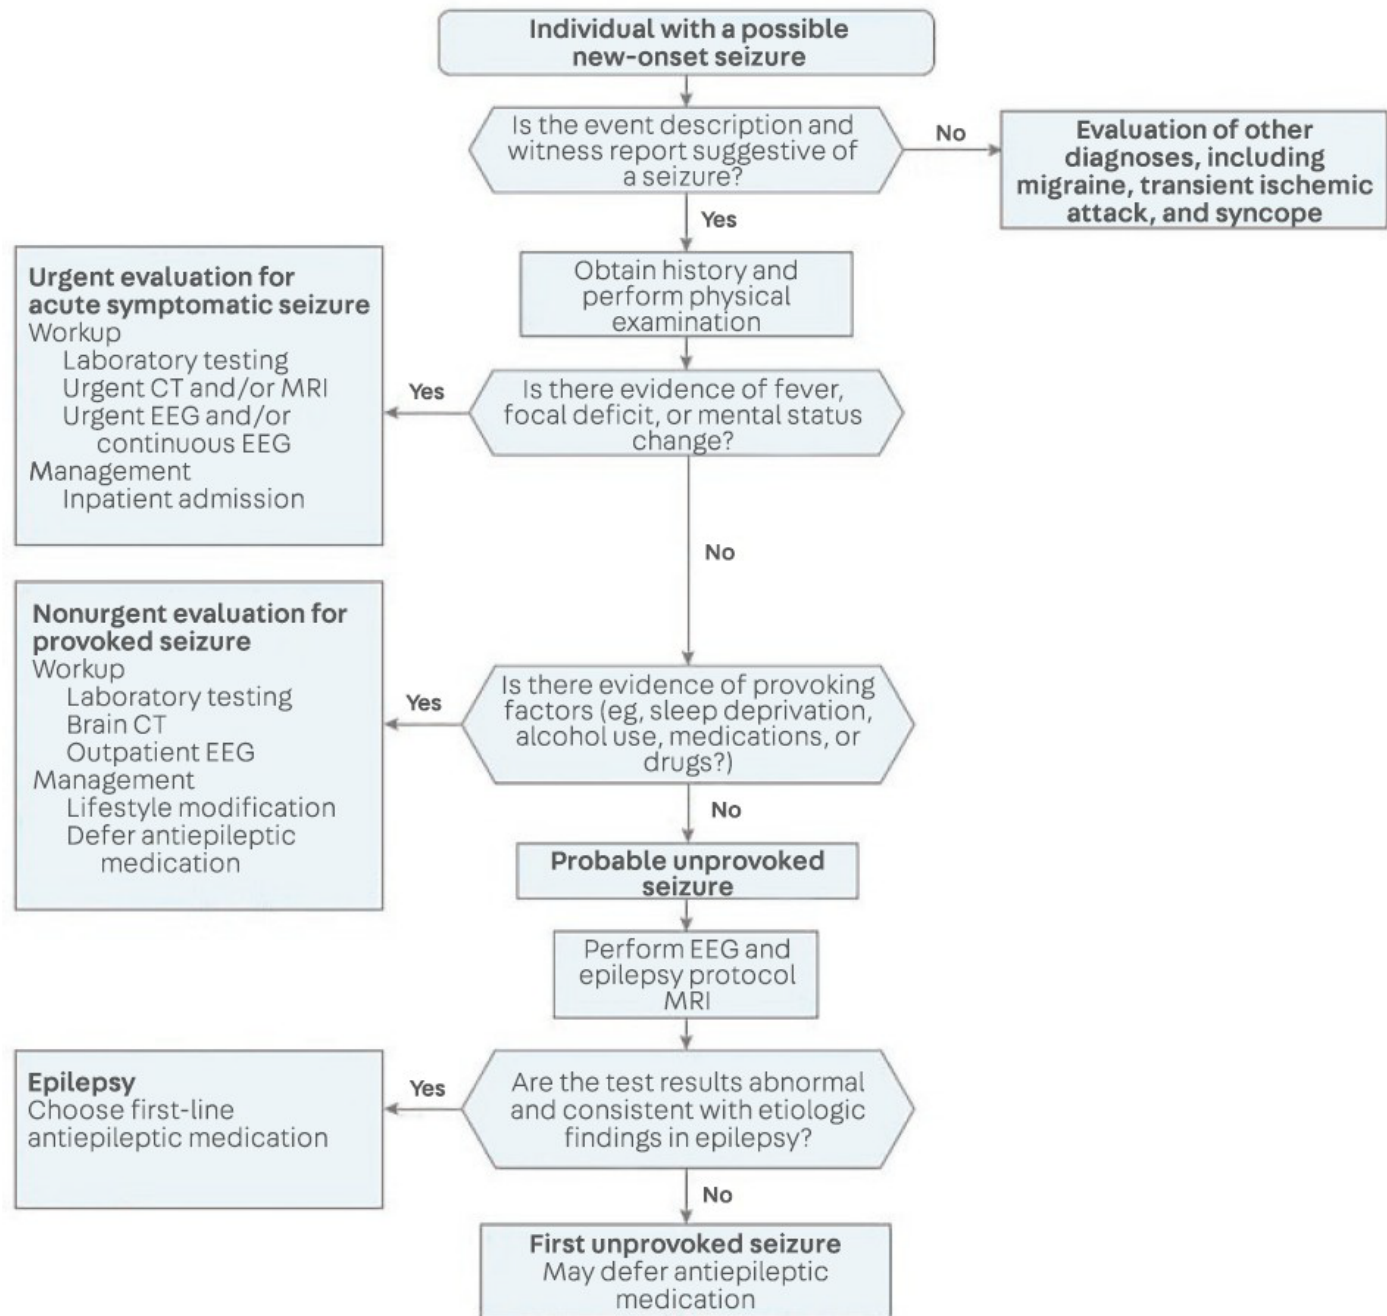 Individual with a possible
new-onset seizure
Is the event description and
witness report suggestive of
a seizure?
No
Evaluation of other
diagnoses, including
migraine, transient ischemic
attack, and syncope
Yes
Obtain history and
perform physical
examination
Is there evidence of fever,
focal deficit, or mental status
change?
Yes
Urgent evaluation for
acute symptomatic seizure
Workup
Laboratory testing
Urgent CT and/or MRI
Urgent EEG and/or
continuous EEG
Management
Inpatient admission
No
Is there evidence of provoking
factors (eg, sleep deprivation,
alcohol use, medications, or
drugs?)
Yes
Nonurgent evaluation for
provoked seizure
Workup
Laboratory testing
Brain CT
Outpatient EEG
Management
Lifestyle modification
Defer antiepileptic
medication
No
Probable unprovoked
seizure
Perform EEG and
epilepsy protocol
MRI
Are the test results abnormal
and consistent with etiologic
findings in epilepsy?
Yes
Epilepsy
Choose first-line
antiepileptic medication
No
First unprovoked seizure
May defer antiepileptic
medication